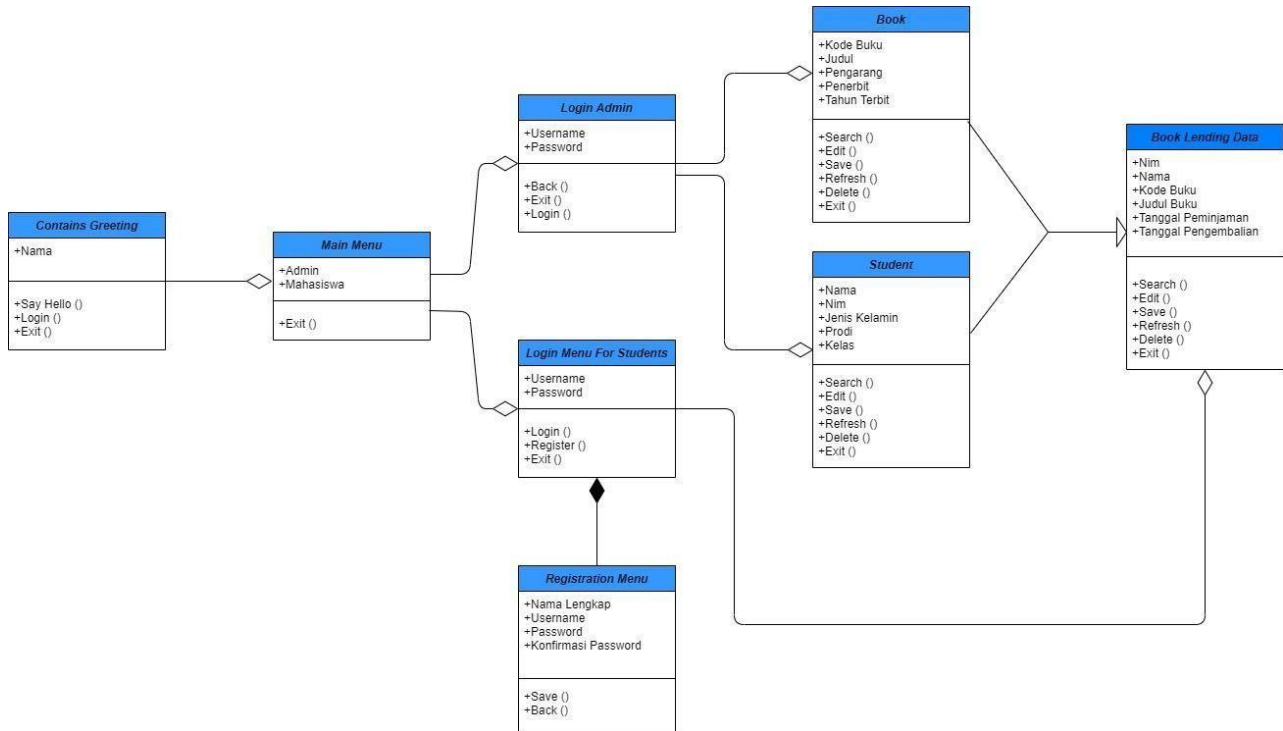 Contains Greeting
+Nama
+Say Hello ()
+Login ()
+Exit ()
Main Menu
+Admin
+Mahasiswa
+Exit ()
Login Admin
+Username
+Password
+Back ()
+Exit ()
+Login ()
Login Menu For Students
+Username
+Password
+Login ()
+Register ()
+Exit ()
Registration Menu
+Nama Lengkap
+Username
+Password
+Konfirmasi Password
+Save ()
+Back ()
Book
+Kode Buku
+Judul
+Pengarang
+Penerbit
+Tahun Terbit
+Search ()
+Edit ()
+Save ()
+Refresh ()
+Delete ()
+Exit ()
Student
+Nama
+Nim
+Jenis Kelamin
+Prodi
+Kelas
+Search ()
+Edit ()
+Save ()
+Refresh ()
+Delete ()
+Exit ()
Book Lending Data
+Nim
+Nama
+Kode Buku
+Judul Buku
+Tanggal Peminjaman
+Tanggal Pengembalian
+Search ()
+Edit ()
+Save ()
+Refresh ()
+Delete ()
+Exit ()